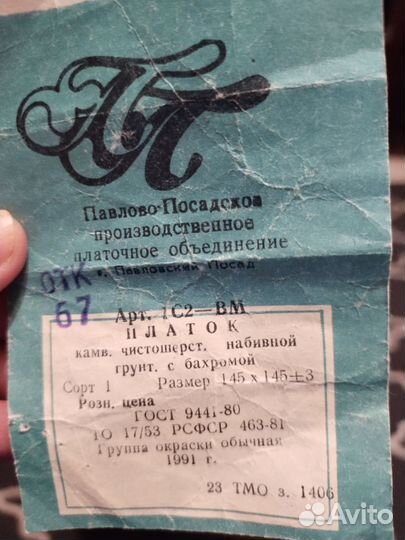 ПП
Павлово-Посадское
производственное
платочное объединение
г. Павловский Посад
ОТК
67
Арт. 1С2—ВМ
ПЛАТОК
камв. чистошерст. набивной
грунт. с бахромой
Сорт 1 Размер 145 х 145±3
Розн. цена
ГОСТ 9441-80
ТО 17/53 РСФСР 463-81
Группа окраски обычная
1991 г.
23 ТМО з. 1406
Avito